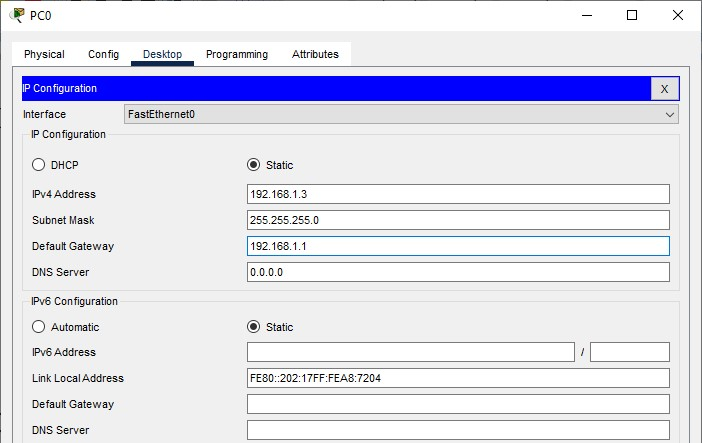 PC0
Physical Config Desktop Programming Attributes
IP Configuration X
Interface FastEthernet0
IP Configuration
DHCP Static
IPv4 Address 192.168.1.3
Subnet Mask 255.255.255.0
Default Gateway 192.168.1.1
DNS Server 0.0.0.0
IPv6 Configuration
Automatic Static
IPv6 Address /
Link Local Address FE80::202:17FF:FEA8:7204
Default Gateway
DNS Server